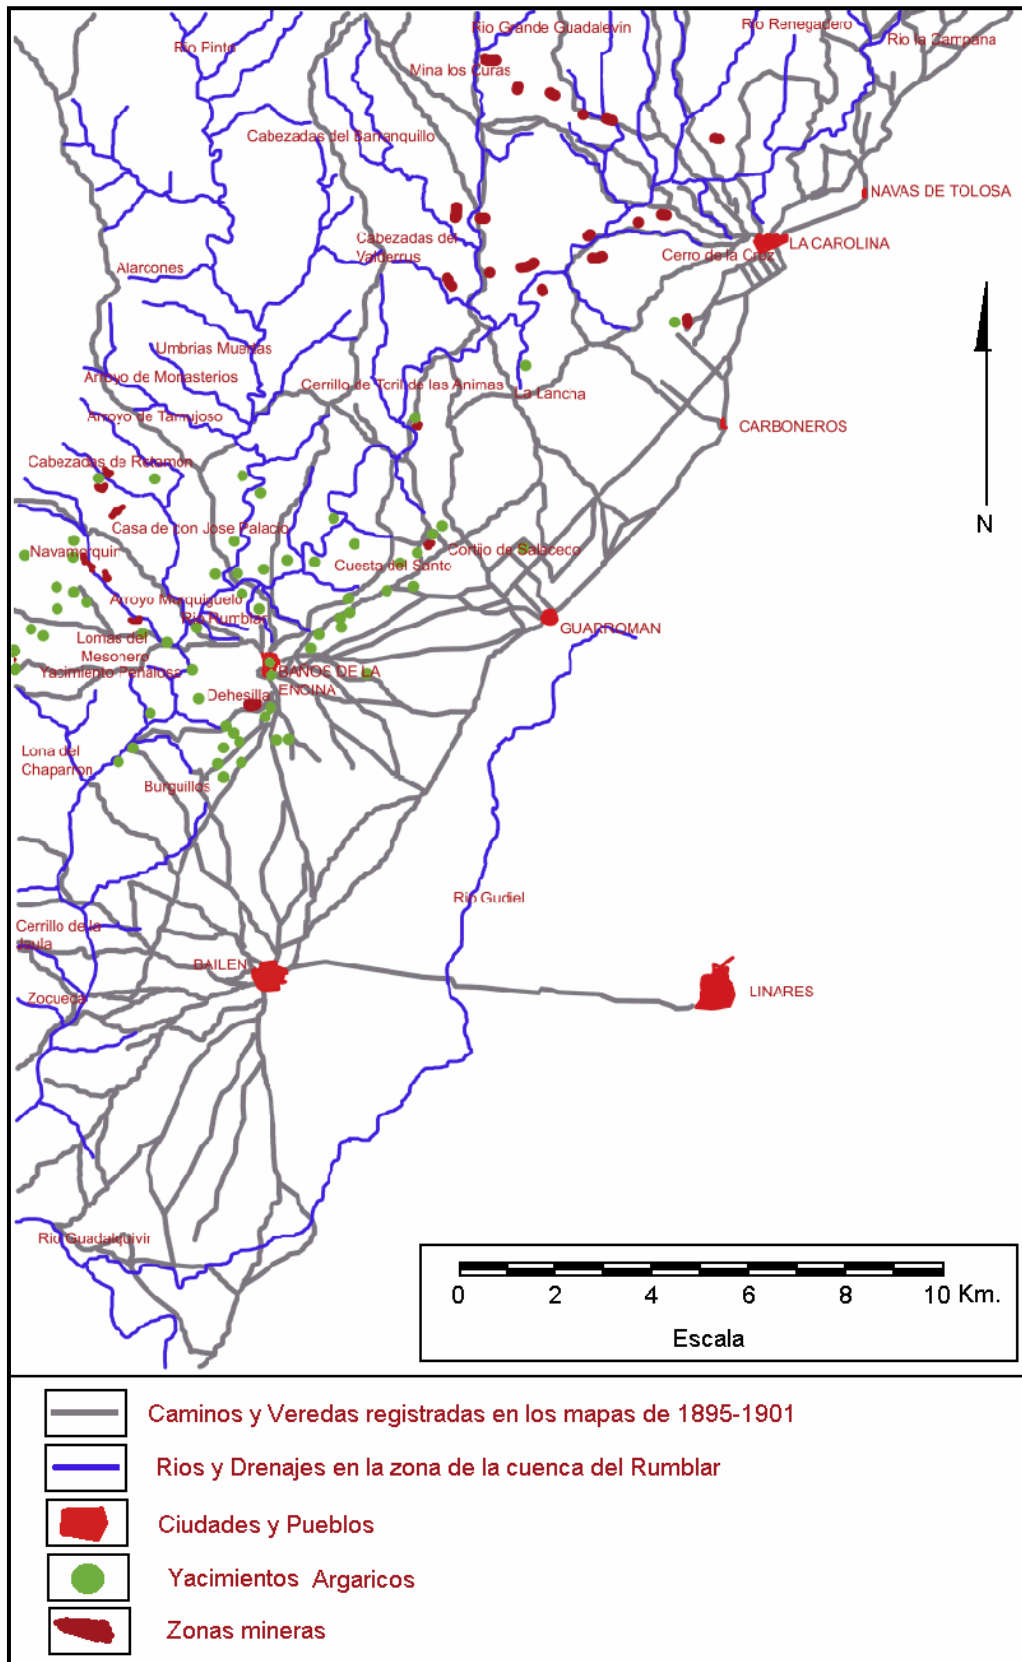 Rio Grande Guadalevin
Rio Renegadero
Rio la Campana
Rio Pinto
Mina los Curas
Cabezadas del Barranquillo
NAVAS DE TOLOSA
Cabezadas del
Valderrus
LA CAROLINA
Cerro de la Cruz
Alarcones
Umbrias Muertas
Arroyo de Monasterios
Cerrillo de Toril de las Animas
La Lancha
Arroyo de Tamujoso
CARBONEROS
Cabezadas de Retamon
Casa de con Jose Palacio
N
Navamorquin
Cortijo de Salececo
Cuesta del Santo
Arroyo Morquiguelo
Rio Rumblar
GUARROMAN
Lomas del
Mesonero
Yacimiento Peñalosa
BAÑOS DE LA
ENCINA
Dehesilla
Lona del
Chaparron
Burguillos
Rio Gudiel
Cerrillo de la
Jaula
BAILEN
LINARES
Zocueca
Rio Guadalquivir
0 2 4 6 8 10 Km.
Escala
Caminos y Veredas registradas en los mapas de 1895-1901
Rios y Drenajes en la zona de la cuenca del Rumblar
Ciudades y Pueblos
Yacimientos Argaricos
Zonas mineras